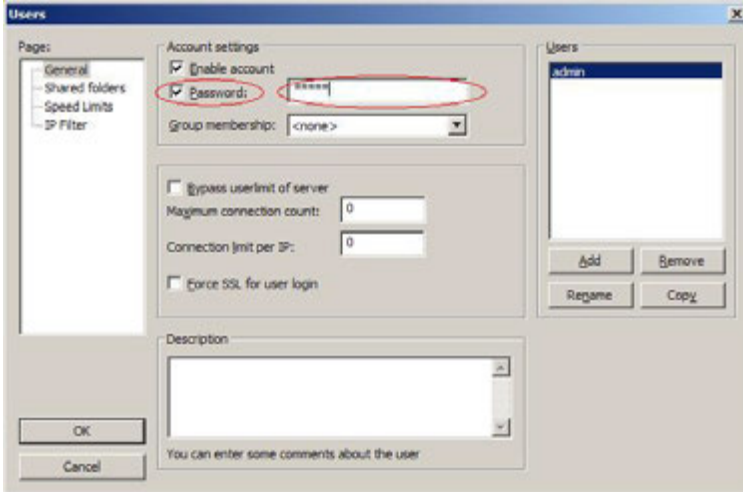 Users
Page:
General
Shared folders
Speed Limits
IP Filter
OK
Cancel
Account settings
Enable account
Password:
*****
Group membership:
<none>
Bypass userlimit of server
Maximum connection count:
0
Connection limit per IP:
0
Force SSL for user login
Description
You can enter some comments about the user
Users
admin
Add
Remove
Rename
Copy